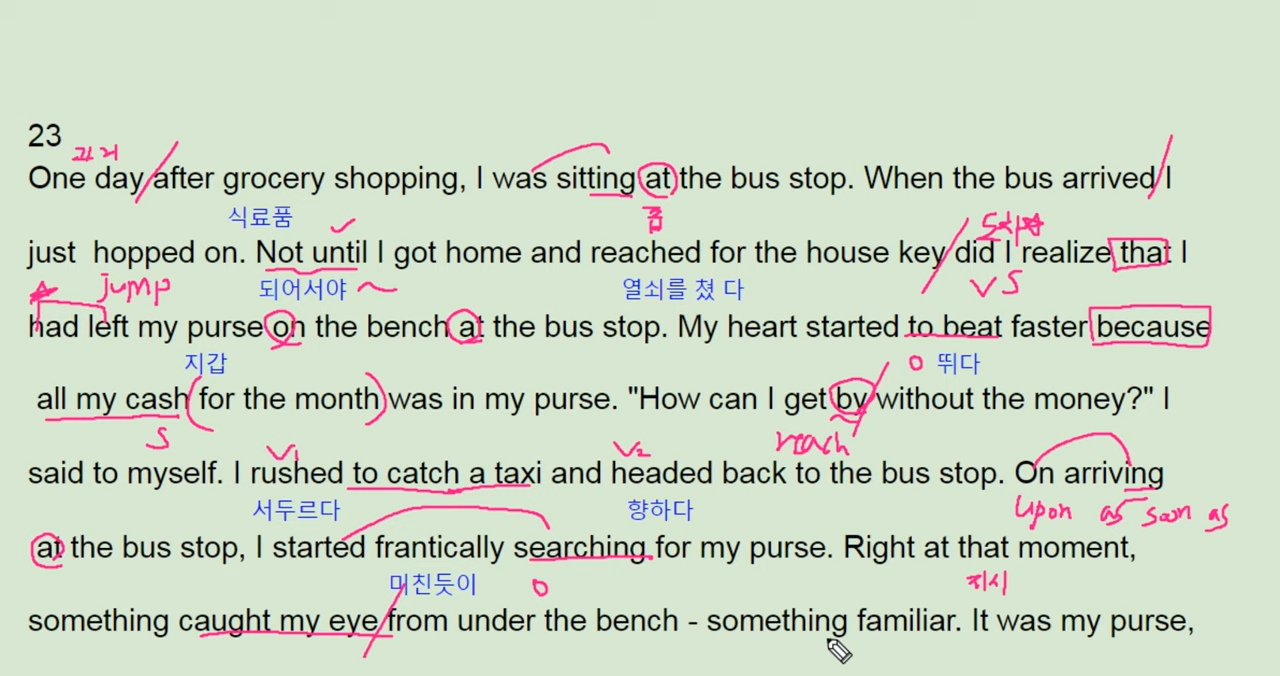 23
과거
One day after grocery shopping, I was sitting at the bus stop. When the bus arrived I
식료품
just hopped on. Not until I got home and reached for the house key did I realize that I
jump 되어서야 열쇠를 쳤 다 V S
had left my purse on the bench at the bus stop. My heart started to beat faster because
지갑 O 뛰다
all my cash for the month was in my purse. "How can I get by without the money?" I
S V1 V2 reach
said to myself. I rushed to catch a taxi and headed back to the bus stop. On arriving
서두르다 향하다 upon as soon as
at the bus stop, I started frantically searching for my purse. Right at that moment,
미친듯이 O 지시
something caught my eye from under the bench - something familiar. It was my purse,